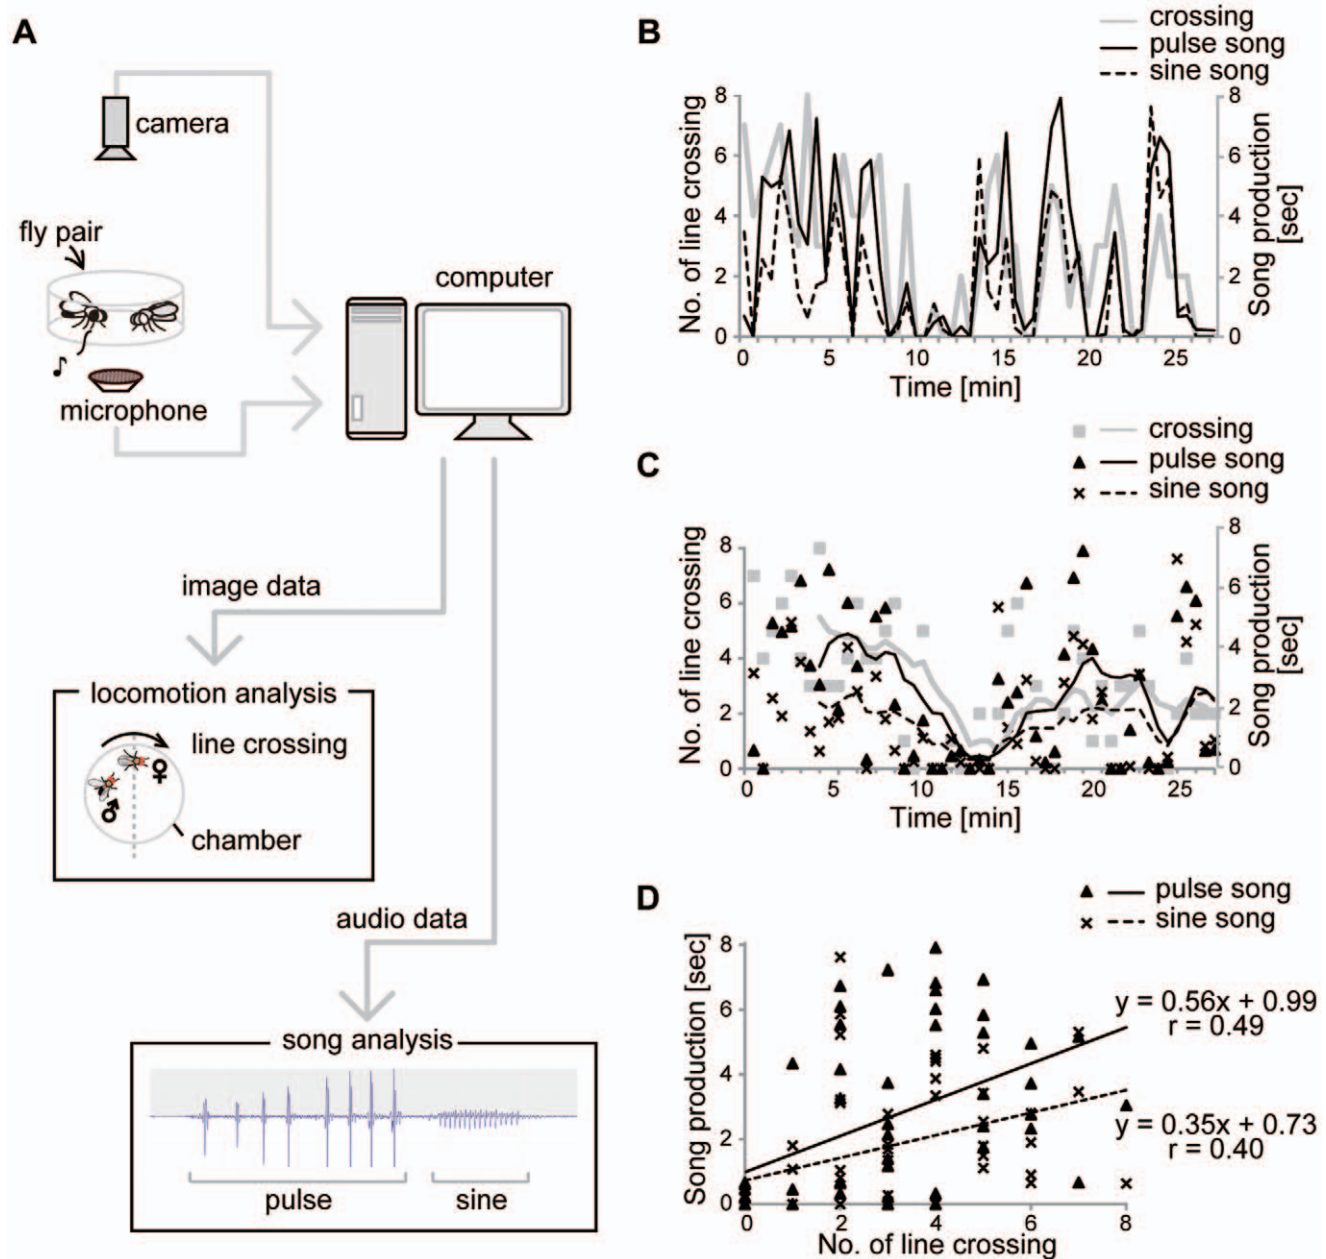 A
camera
fly pair
♪
microphone
computer
image data
locomotion analysis
line crossing
♀
♂
chamber
audio data
song analysis
pulse
sine
B
crossing
pulse song
sine song
No. of line crossing
8
6
4
2
0
Song production
[sec]
8
6
4
2
0
0 5 10 15 20 25
Time [min]
C
crossing
pulse song
sine song
No. of line crossing
8
6
4
2
0
Song production
[sec]
8
6
4
2
0
0 5 10 15 20 25
Time [min]
D
pulse song
sine song
Song production [sec]
8
6
4
2
0
y = 0.56x + 0.99
r = 0.49
y = 0.35x + 0.73
r = 0.40
0 2 4 6 8
No. of line crossing